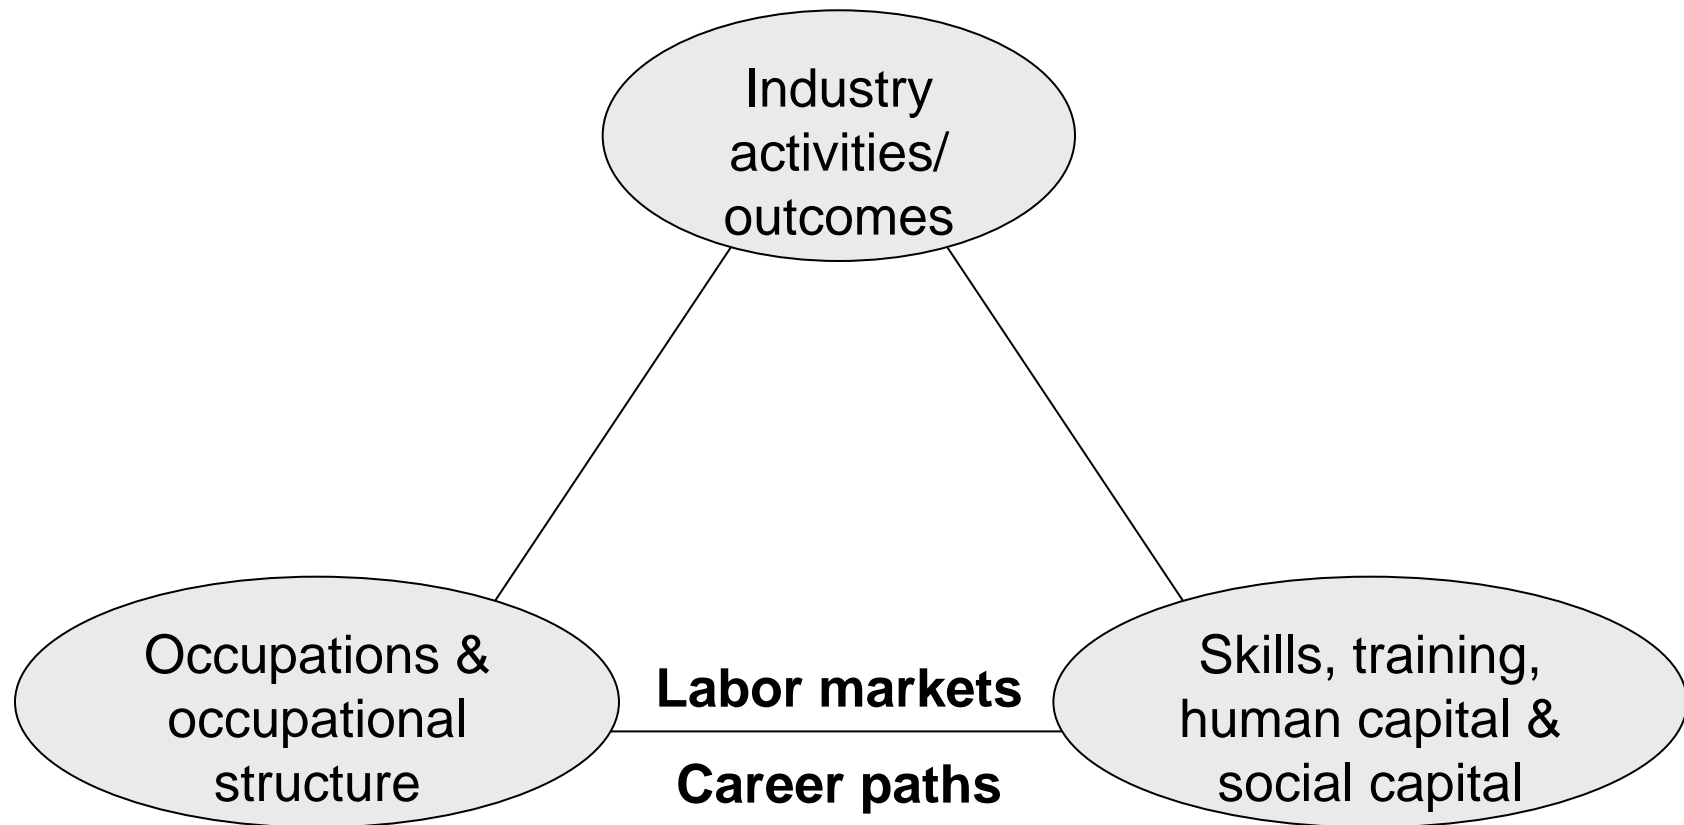 Industry
activities/
outcomes
Occupations &
occupational
structure
Labor markets
Career paths
Skills, training,
human capital &
social capital